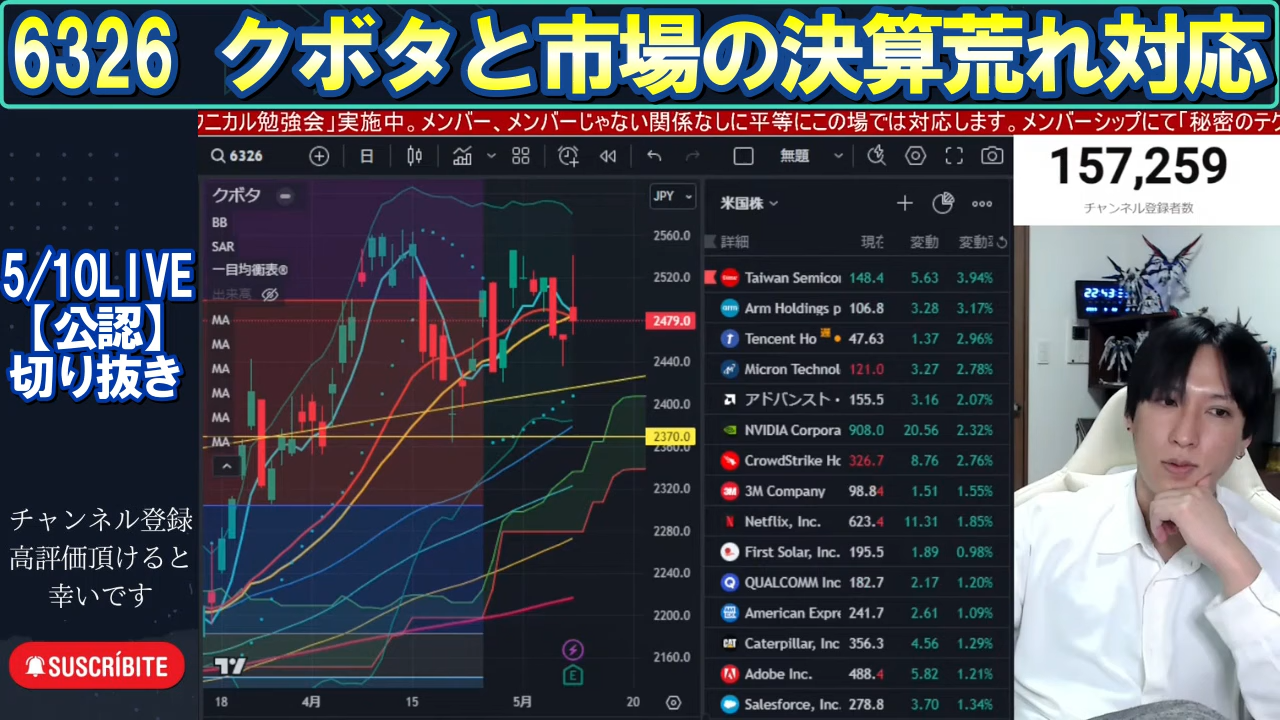 6326 クボタと市場の決算荒れ対応
ニカル勉強会」実施中。メンバー、メンバーじゃない関係なしに平等にこの場では対応します。メンバーシップにて「秘密のテク
5/10LIVE
【公認】
切り抜き
チャンネル登録
高評価頂けると
幸いです
SUSCRÍBITE
6326
日
無題
クボタ
BB
SAR
一目均衡表
出来高
MA
MA
MA
MA
MA
MA
JPY
2560.0
2520.0
2479.0
2440.0
2400.0
2370.0
2360.0
2320.0
2280.0
2240.0
2200.0
2160.0
E
18
4月
15
5月
20
米国株
詳細 現在 変動
Taiwan Semicon 148.4 5.63 3.94%
Arm Holdings p 106.8 3.28 3.17%
Tencent Ho 47.63 1.37 2.96%
Micron Technol 121.0 3.27 2.78%
アドバンスト・ 155.5 3.16 2.07%
NVIDIA Corpora 908.0 20.56 2.32%
CrowdStrike Ho 326.7 8.76 2.76%
3M Company 98.84 1.51 1.55%
Netflix, Inc. 623.4 11.31 1.85%
First Solar, Inc. 195.5 1.89 0.98%
QUALCOMM Inc 182.7 2.17 1.20%
American Expre 241.7 2.61 1.09%
Caterpillar, Inc 356.3 4.56 1.29%
Adobe Inc. 488.4 5.82 1.21%
Salesforce, Inc. 278.8 3.70 1.34%
157,259
チャンネル登録者数
22:43